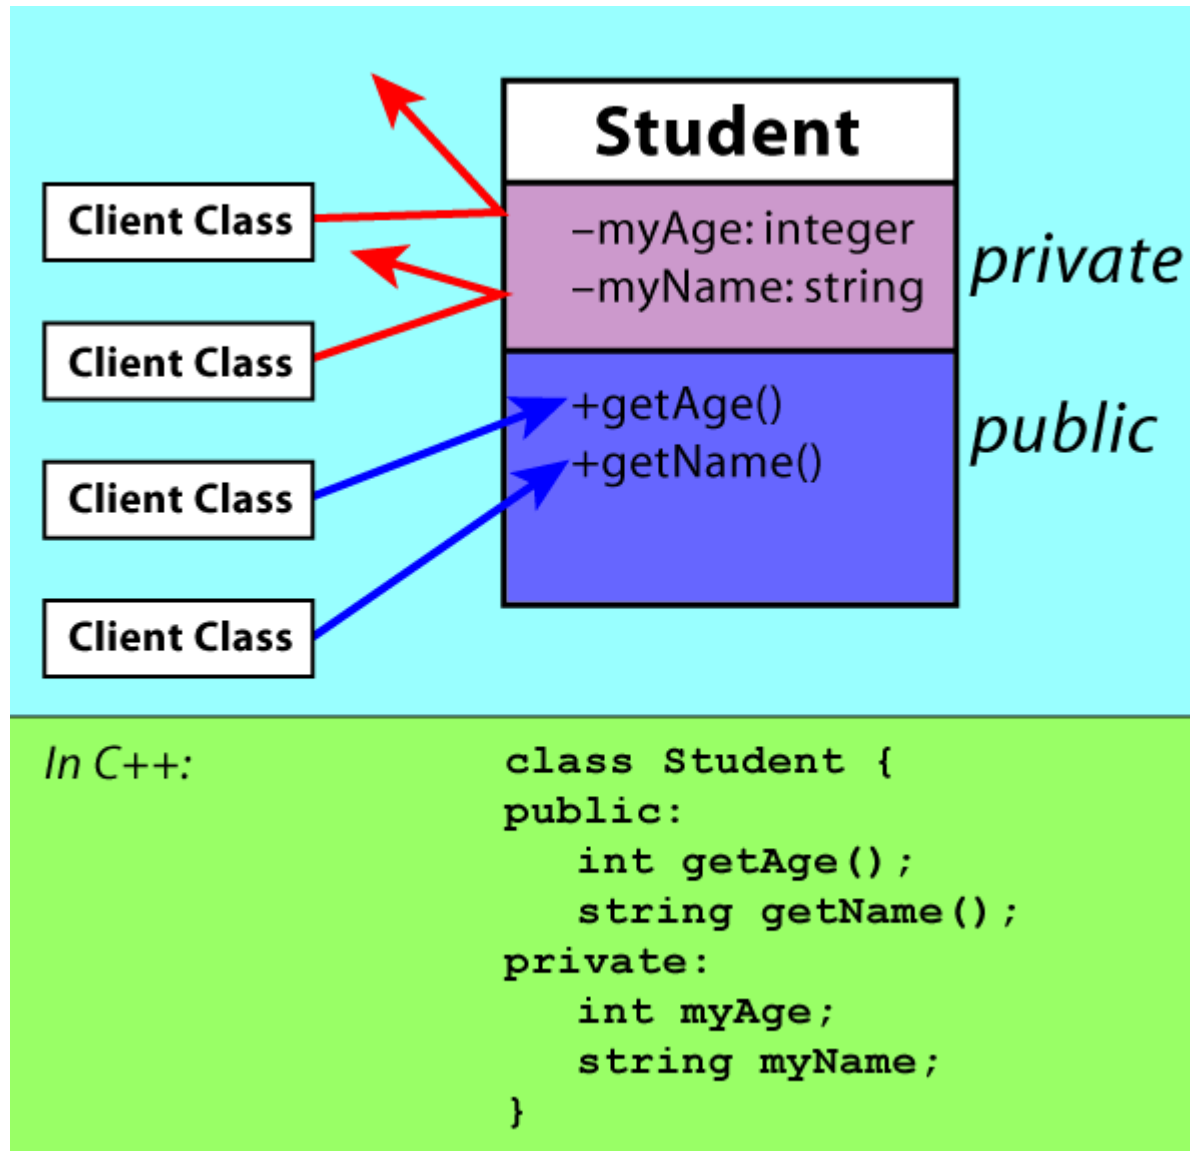 Student
Client Class
–myAge: integer
–myName: string
private
Client Class
+getAge()
+getName()
public
Client Class
Client Class
In C++:
class Student {
public:
int getAge();
string getName();
private:
int myAge;
string myName;
}